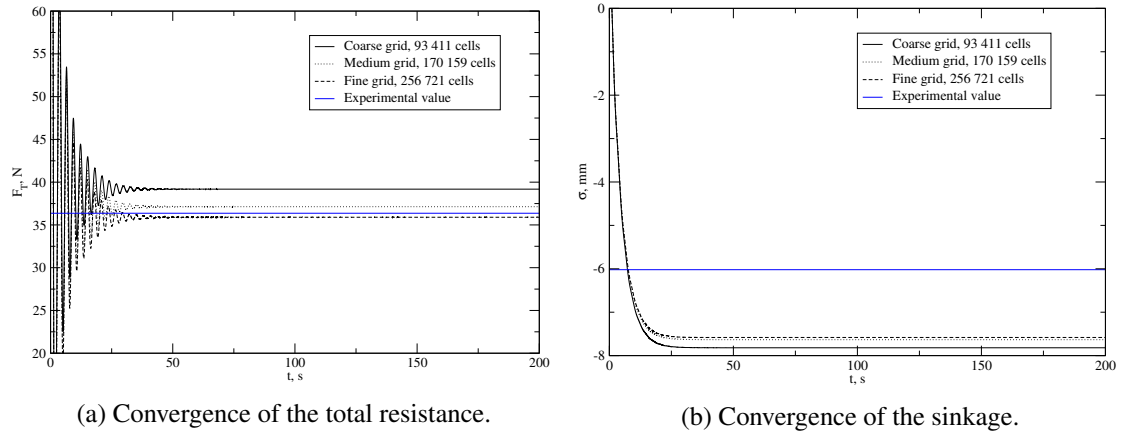 60
55
50
45
40
35
30
25
20
0
50
100
150
200
t, s
F_T, N
Coarse grid, 93 411 cells
Medium grid, 170 159 cells
Fine grid, 256 721 cells
Experimental value
(a) Convergence of the total resistance.
0
-2
-4
-6
-8
0
50
100
150
200
t, s
σ, mm
Coarse grid, 93 411 cells
Medium grid, 170 159 cells
Fine grid, 256 721 cells
Experimental value
(b) Convergence of the sinkage.